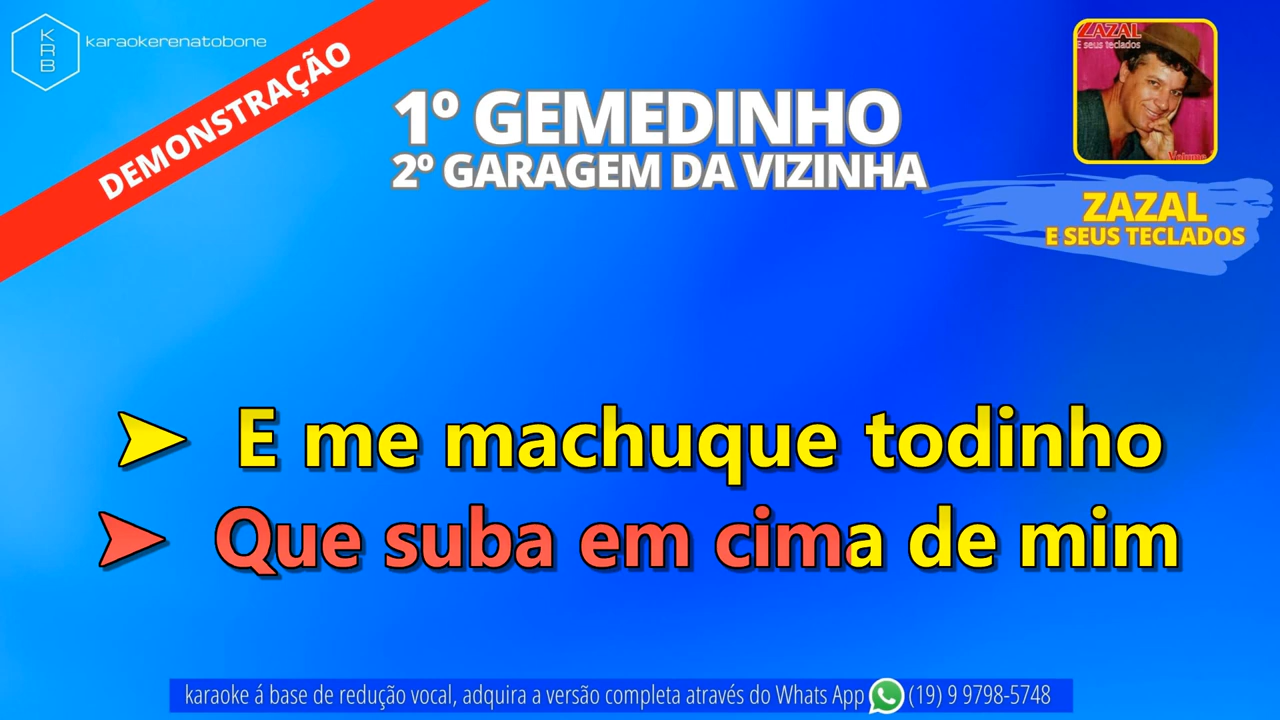 K
R
B
karaokerenatobone
DEMONSTRAÇÃO
1º GEMEDINHO
2º GARAGEM DA VIZINHA
ZAZAL
E seus teclados
Volume
ZAZAL
E SEUS TECLADOS
➤ E me machuque todinho
➤ Que suba em cima de mim
karaoke á base de redução vocal, adquira a versão completa através do Whats App (19) 9 9798-5748